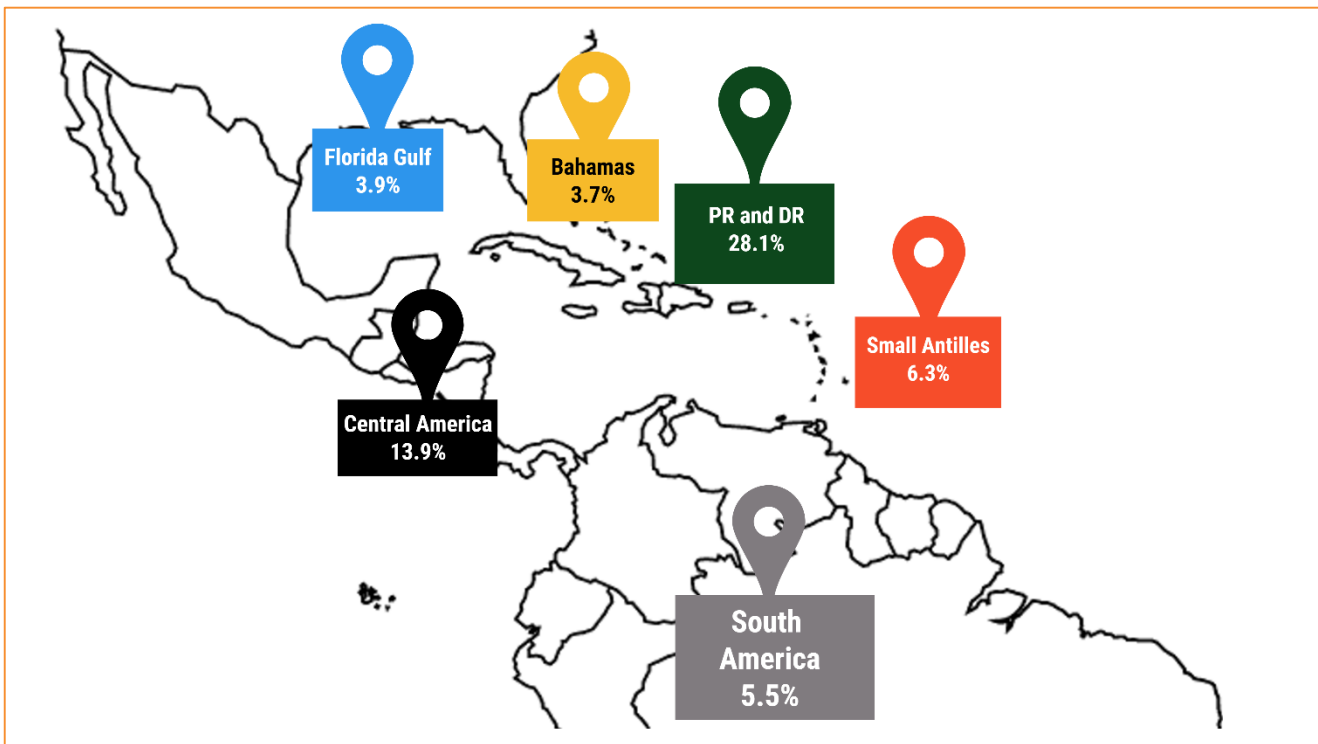 Florida Gulf
3.9%
Bahamas
3.7%
PR and DR
28.1%
Small Antilles
6.3%
Central America
13.9%
South
America
5.5%